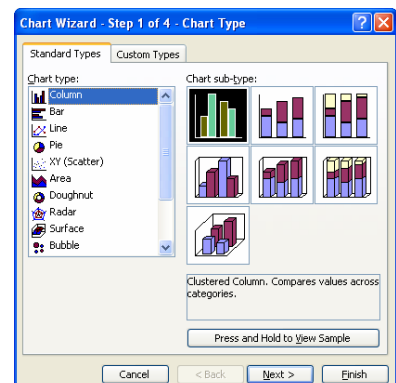 Chart Wizard - Step 1 of 4 - Chart Type
Standard Types
Custom Types
Chart type:
Column
Bar
Line
Pie
XY (Scatter)
Area
Doughnut
Radar
Surface
Bubble
Chart sub-type:
Clustered Column. Compares values across
categories.
Press and Hold to View Sample
Cancel
< Back
Next >
Finish